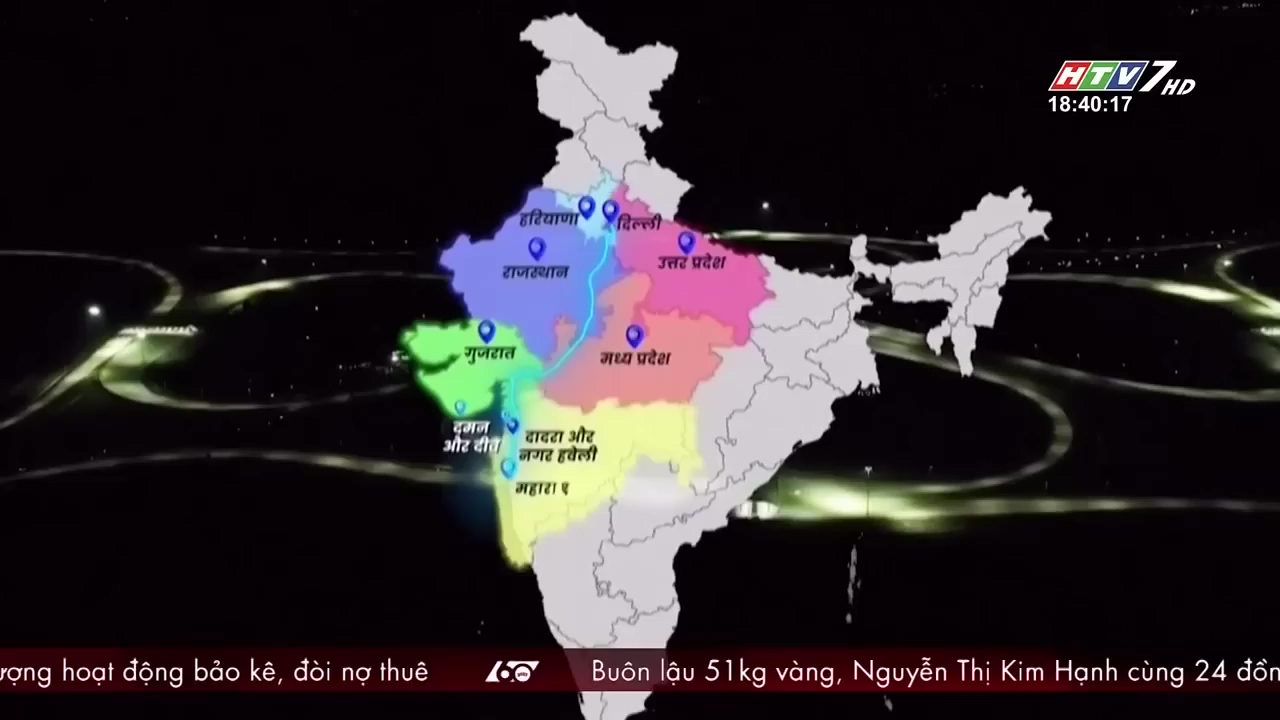 HTV7 HD
18:40:17
हरियाणा
दिल्ली
राजस्थान
उत्तर प्रदेश
गुजरात
मध्य प्रदेश
दमन
और दीव
दादरा और
नगर हवेली
ượng hoạt động bảo kê, đòi nợ thuê
60 giây
Buôn lậu 51kg vàng, Nguyễn Thị Kim Hạnh cùng 24 đồn